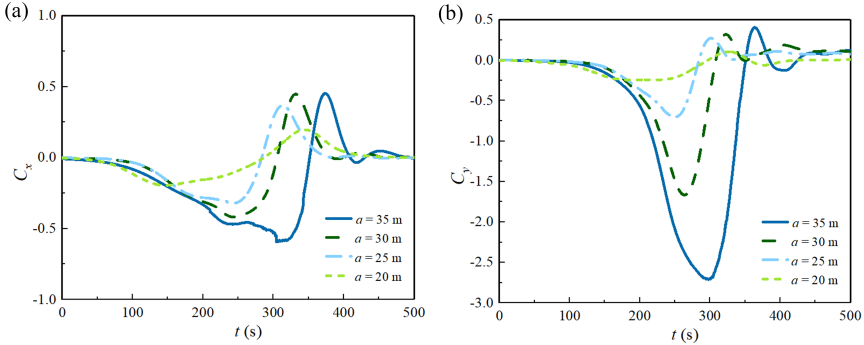 (a)
1.0
0.5
0.0
-0.5
-1.0
Cx
0 100 200 300 400 500
t (s)
a = 35 m
a = 30 m
a = 25 m
a = 20 m
(b)
0.5
0.0
-0.5
-1.0
-1.5
-2.0
-2.5
-3.0
Cy
0 100 200 300 400 500
t (s)
a = 35 m
a = 30 m
a = 25 m
a = 20 m